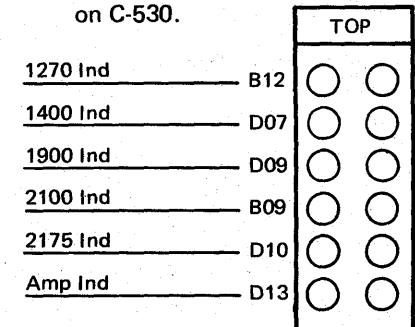 on C-530.
TOP
1270 Ind B12
1400 Ind D07
1900 Ind D09
2100 Ind B09
2175 Ind D10
Amp Ind D13